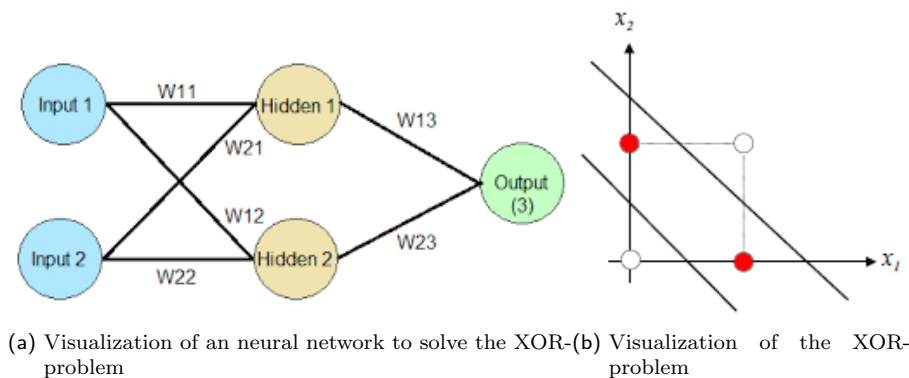 Input 1
W11
Hidden 1
W13
W21
Output
(3)
W12
Input 2
W22
Hidden 2
W23
x2
x1
(a) Visualization of an neural network to solve the XOR-
problem
(b) Visualization of the XOR-
problem